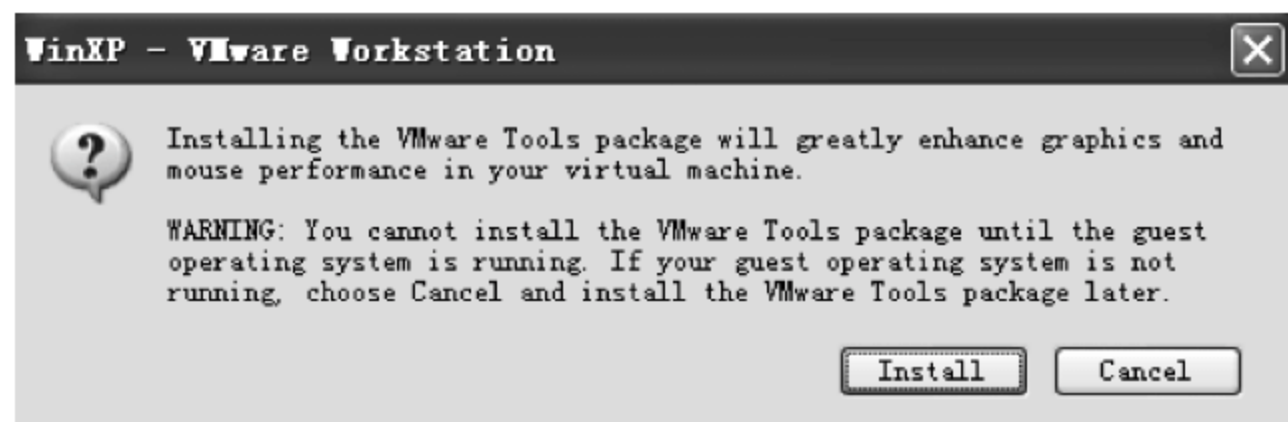 WinXP - VMware Workstation
Installing the VMware Tools package will greatly enhance graphics and
mouse performance in your virtual machine.
WARNING: You cannot install the VMware Tools package until the guest
operating system is running. If your guest operating system is not
running, choose Cancel and install the VMware Tools package later.
Install
Cancel